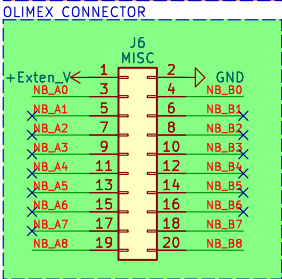 OLIMEX CONNECTOR
J6
MISC
+Exten_V 1 2 GND
NB_A0 3 4 NB_B0
NB_A1 5 6 NB_B1
NB_A2 7 8 NB_B2
NB_A3 9 10 NB_B3
NB_A4 11 12 NB_B4
NB_A5 13 14 NB_B5
NB_A6 15 16 NB_B6
NB_A7 17 18 NB_B7
NB_A8 19 20 NB_B8